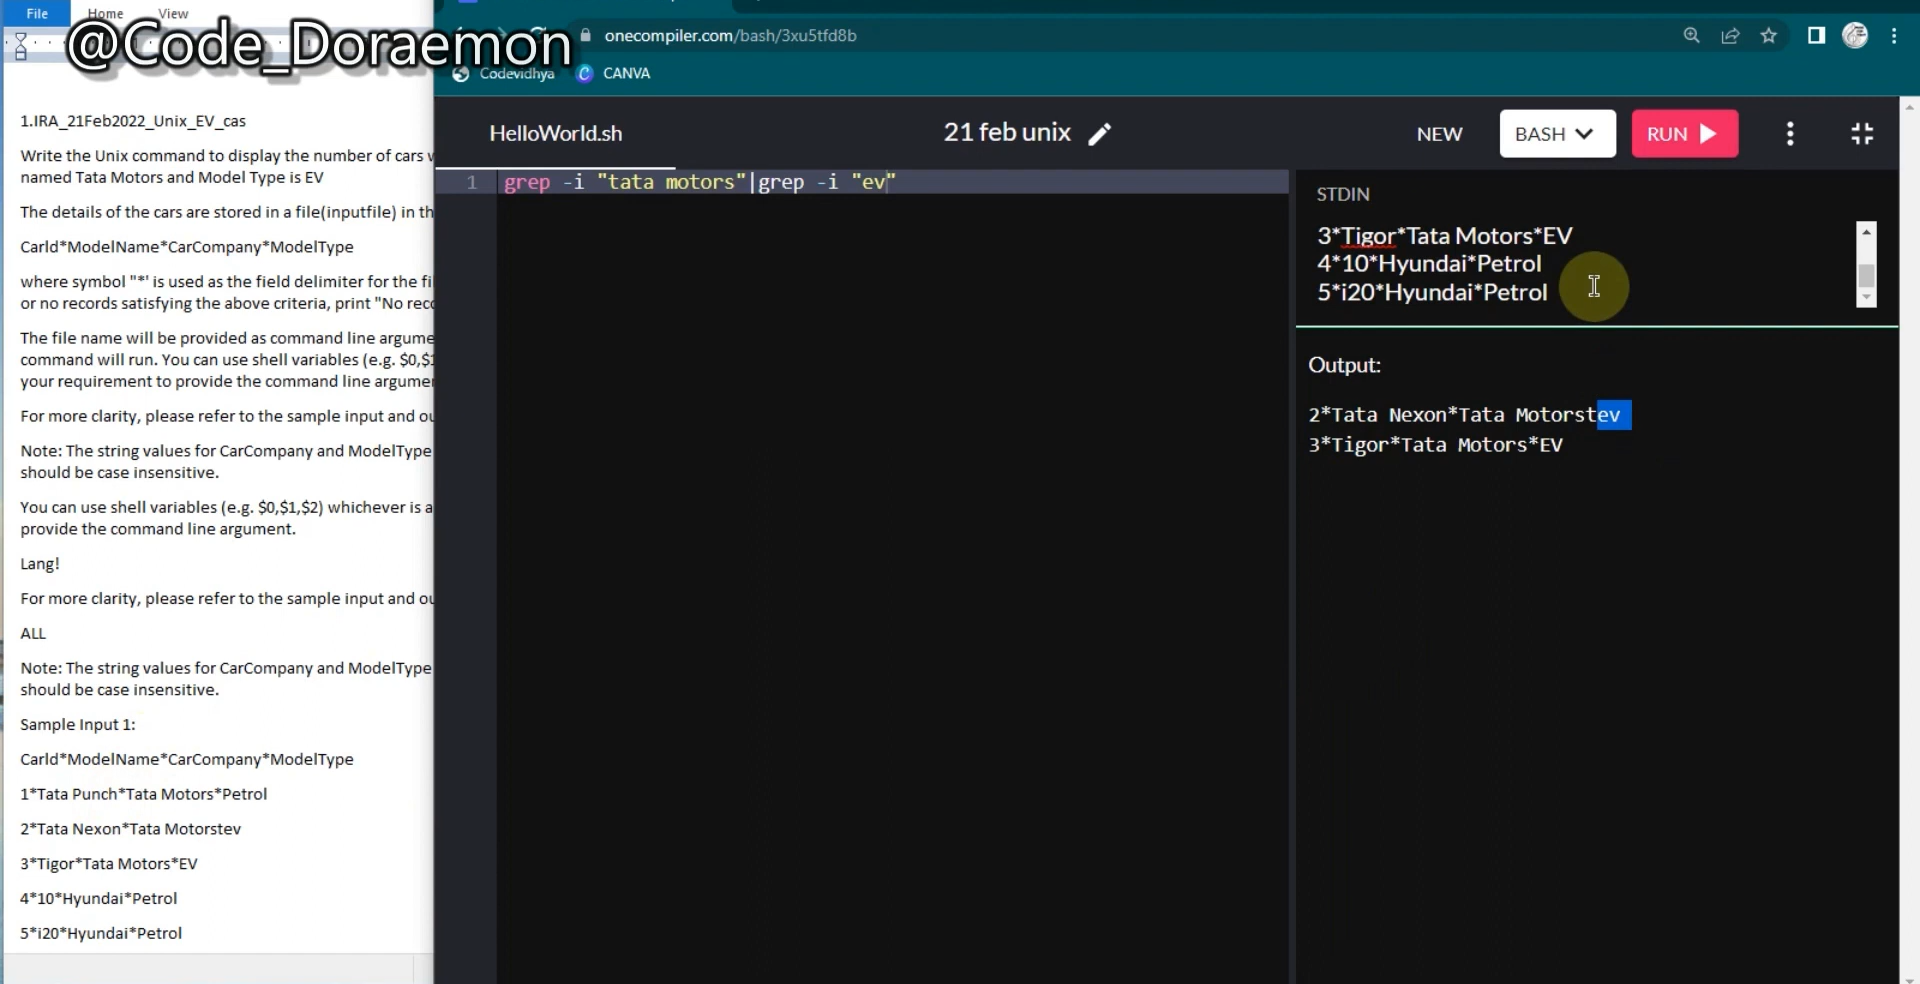 File
Home
View
@Code_Doraemon
onecompiler.com/bash/3xu5tfd8b
Codevidhya
CANVA
1.IRA_21Feb2022_Unix_EV_cas
Write the Unix command to display the number of cars
named Tata Motors and Model Type is EV
The details of the cars are stored in a file(inputfile) in th
CarId*ModelName*CarCompany*ModelType
where symbol "*' is used as the field delimiter for the fi
or no records satisfying the above criteria, print "No rec
The file name will be provided as command line argume
command will run. You can use shell variables (e.g. $0,$1
your requirement to provide the command line argumen
For more clarity, please refer to the sample input and ou
Note: The string values for CarCompany and ModelType
should be case insensitive.
You can use shell variables (e.g. $0,$1,$2) whichever is a
provide the command line argument.
Lang!
For more clarity, please refer to the sample input and ou
ALL
Note: The string values for CarCompany and ModelType
should be case insensitive.
Sample Input 1:
CarId*ModelName*CarCompany*ModelType
1*Tata Punch*Tata Motors*Petrol
2*Tata Nexon*Tata Motorstev
3*Tigor*Tata Motors*EV
4*10*Hyundai*Petrol
5*i20*Hyundai*Petrol
HelloWorld.sh
21 feb unix
NEW
BASH
RUN
1 grep -i "tata motors"|grep -i "ev"
STDIN
3*Tigor*Tata Motors*EV
4*10*Hyundai*Petrol
5*i20*Hyundai*Petrol
Output:
2*Tata Nexon*Tata Motorstev
3*Tigor*Tata Motors*EV